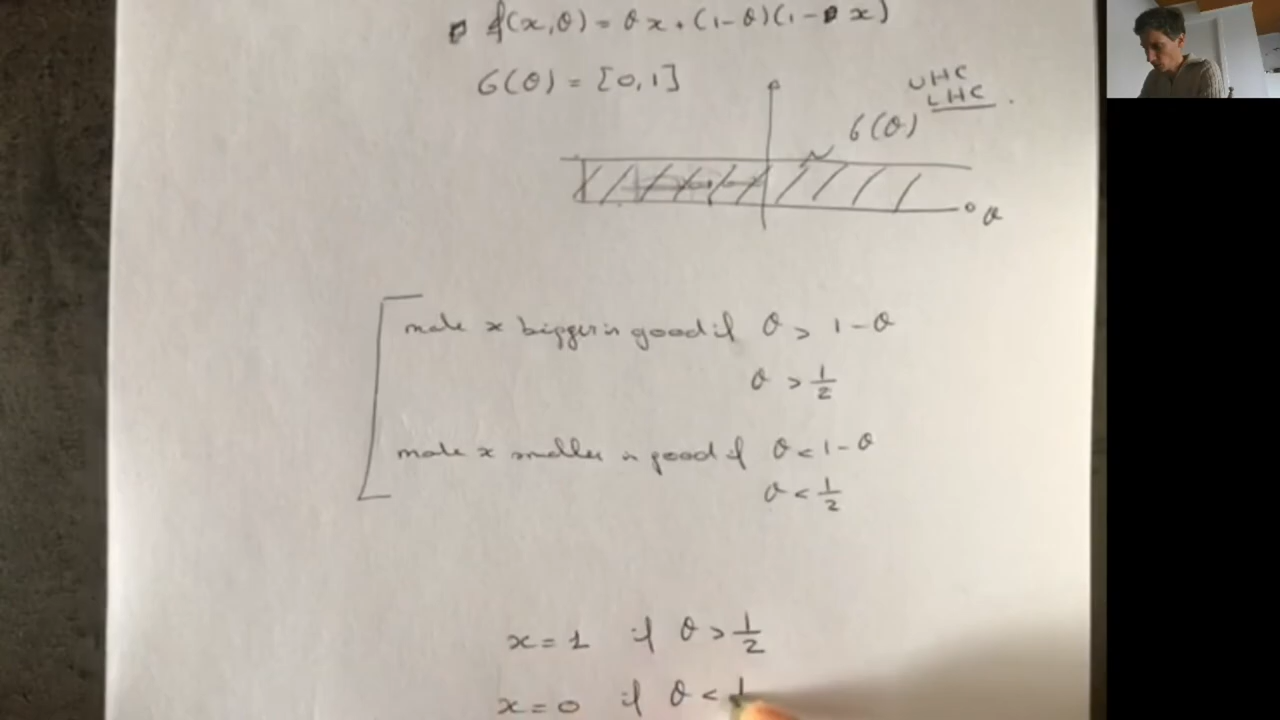 f(x,θ) = θx + (1-θ)(1-x)
G(θ) = [0,1]
UHC
LHC
G(θ)
θ
make x bigger is good if θ > 1-θ
θ > 1/2
make x smaller is good if θ < 1-θ
θ < 1/2
x = 1 if θ > 1/2
x = 0 if θ < 1